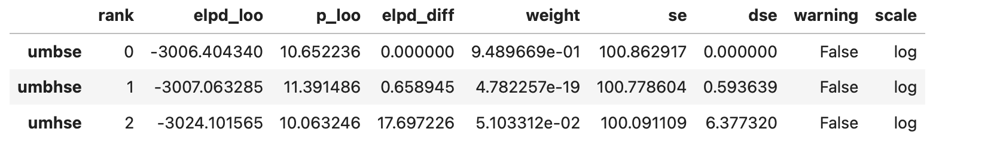 rank elpd_loo p_loo elpd_diff weight se dse warning scale
umbse 0 -3006.404340 10.652236 0.000000 9.489669e-01 100.862917 0.000000 False log
umbhse 1 -3007.063285 11.391486 0.658945 4.782257e-19 100.778604 0.593639 False log
umhse 2 -3024.101565 10.063246 17.697226 5.103312e-02 100.091109 6.377320 False log